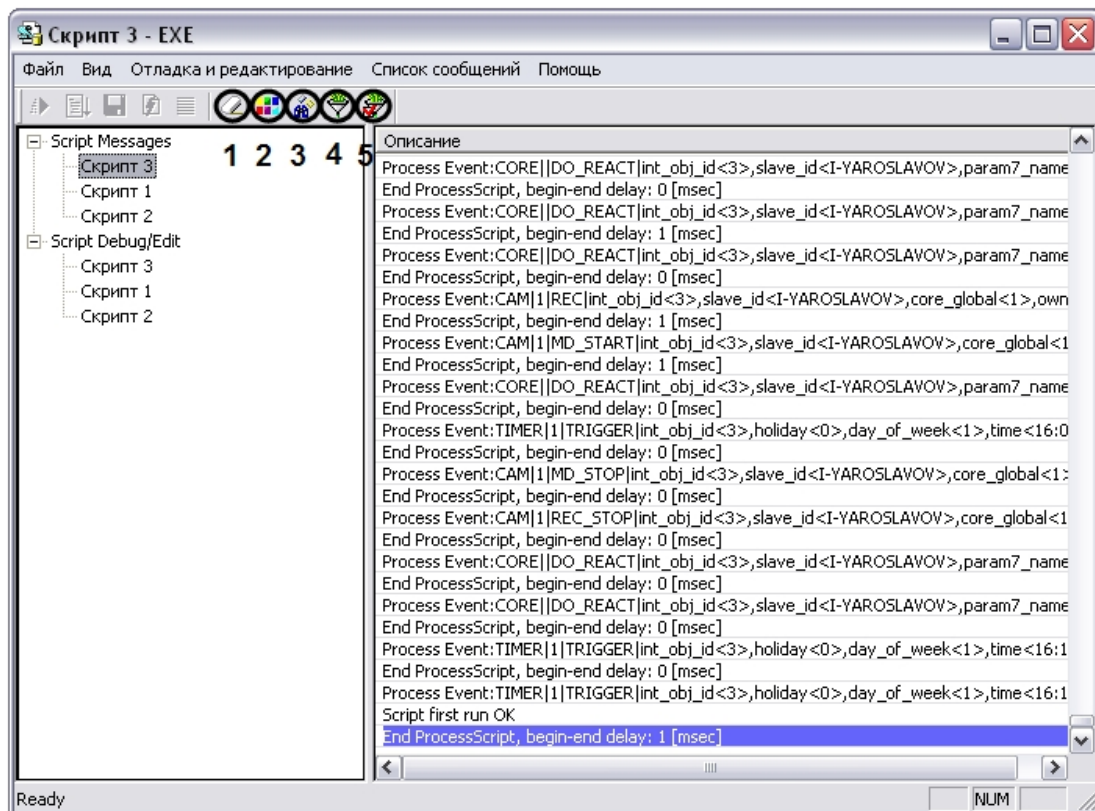 Скрипт 3 - EXE
Файл Вид Отладка и редактирование Список сообщений Помощь
1 2 3 4 5
Script Messages
Скрипт 3
Скрипт 1
Скрипт 2
Script Debug/Edit
Скрипт 3
Скрипт 1
Скрипт 2
Описание
Process Event:CORE||DO_REACT|int_obj_id<3>,slave_id<I-YAROSLAVOV>,param7_name
End ProcessScript, begin-end delay: 0 [msec]
Process Event:CORE||DO_REACT|int_obj_id<3>,slave_id<I-YAROSLAVOV>,param7_name
End ProcessScript, begin-end delay: 1 [msec]
Process Event:CORE||DO_REACT|int_obj_id<3>,slave_id<I-YAROSLAVOV>,param7_name
End ProcessScript, begin-end delay: 0 [msec]
Process Event:CAM|1|REC|int_obj_id<3>,slave_id<I-YAROSLAVOV>,core_global<1>,own
End ProcessScript, begin-end delay: 1 [msec]
Process Event:CAM|1|MD_START|int_obj_id<3>,slave_id<I-YAROSLAVOV>,core_global<1
End ProcessScript, begin-end delay: 1 [msec]
Process Event:CORE||DO_REACT|int_obj_id<3>,slave_id<I-YAROSLAVOV>,param7_name
End ProcessScript, begin-end delay: 0 [msec]
Process Event:TIMER|1|TRIGGER|int_obj_id<3>,holiday<0>,day_of_week<1>,time<16:0
End ProcessScript, begin-end delay: 0 [msec]
Process Event:CAM|1|MD_STOP|int_obj_id<3>,slave_id<I-YAROSLAVOV>,core_global<1>
End ProcessScript, begin-end delay: 0 [msec]
Process Event:CAM|1|REC_STOP|int_obj_id<3>,slave_id<I-YAROSLAVOV>,core_global<1
End ProcessScript, begin-end delay: 0 [msec]
Process Event:CORE||DO_REACT|int_obj_id<3>,slave_id<I-YAROSLAVOV>,param7_name
End ProcessScript, begin-end delay: 0 [msec]
Process Event:CORE||DO_REACT|int_obj_id<3>,slave_id<I-YAROSLAVOV>,param7_name
End ProcessScript, begin-end delay: 0 [msec]
Process Event:TIMER|1|TRIGGER|int_obj_id<3>,holiday<0>,day_of_week<1>,time<16:1
End ProcessScript, begin-end delay: 0 [msec]
Process Event:TIMER|1|TRIGGER|int_obj_id<3>,holiday<0>,day_of_week<1>,time<16:1
Script first run OK
End ProcessScript, begin-end delay: 1 [msec]
Ready NUM